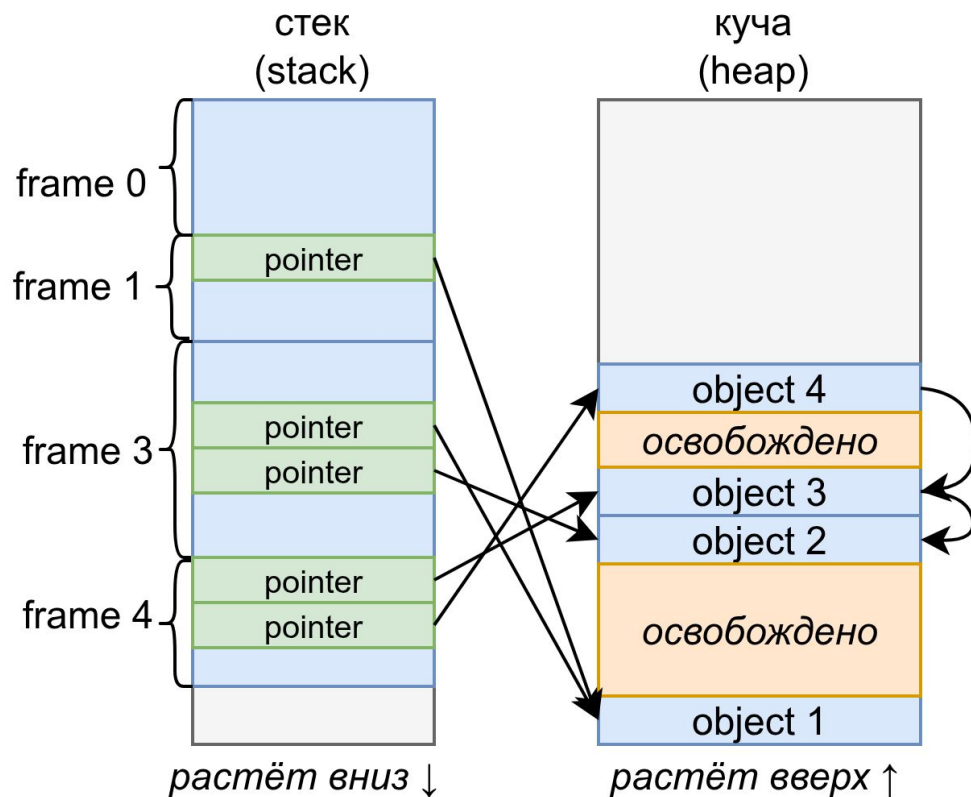 стек
(stack)
frame 0
frame 1
pointer
frame 3
pointer
pointer
frame 4
pointer
pointer
растёт вниз ↓
куча
(heap)
object 4
освобождено
object 3
object 2
освобождено
object 1
растёт вверх ↑